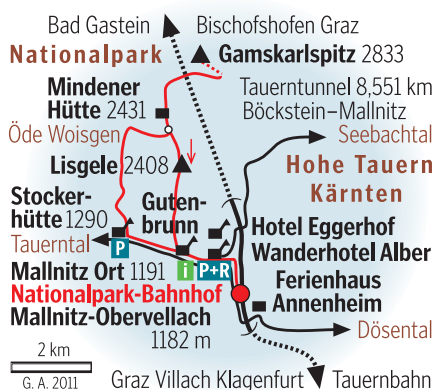 Bad Gastein Bischofshofen Graz
Nationalpark Gamskarlspitz 2833
Mindener
Hütte 2431
Tauerntunnel 8,551 km
Böckstein–Mallnitz
Öde Woisgen
Seebachtal
Lisgele 2408
Hohe Tauern
Kärnten
Stocker-
hütte 1290
Guten-
brunn
Tauerntal
P
Hotel Eggerhof
Wanderhotel Alber
Mallnitz Ort 1191
i P+R
Ferienhaus
Annenheim
Nationalpark-Bahnhof
Mallnitz-Obervellach
1182 m
Dösental
2 km
G. A. 2011
Graz Villach Klagenfurt Tauernbahn